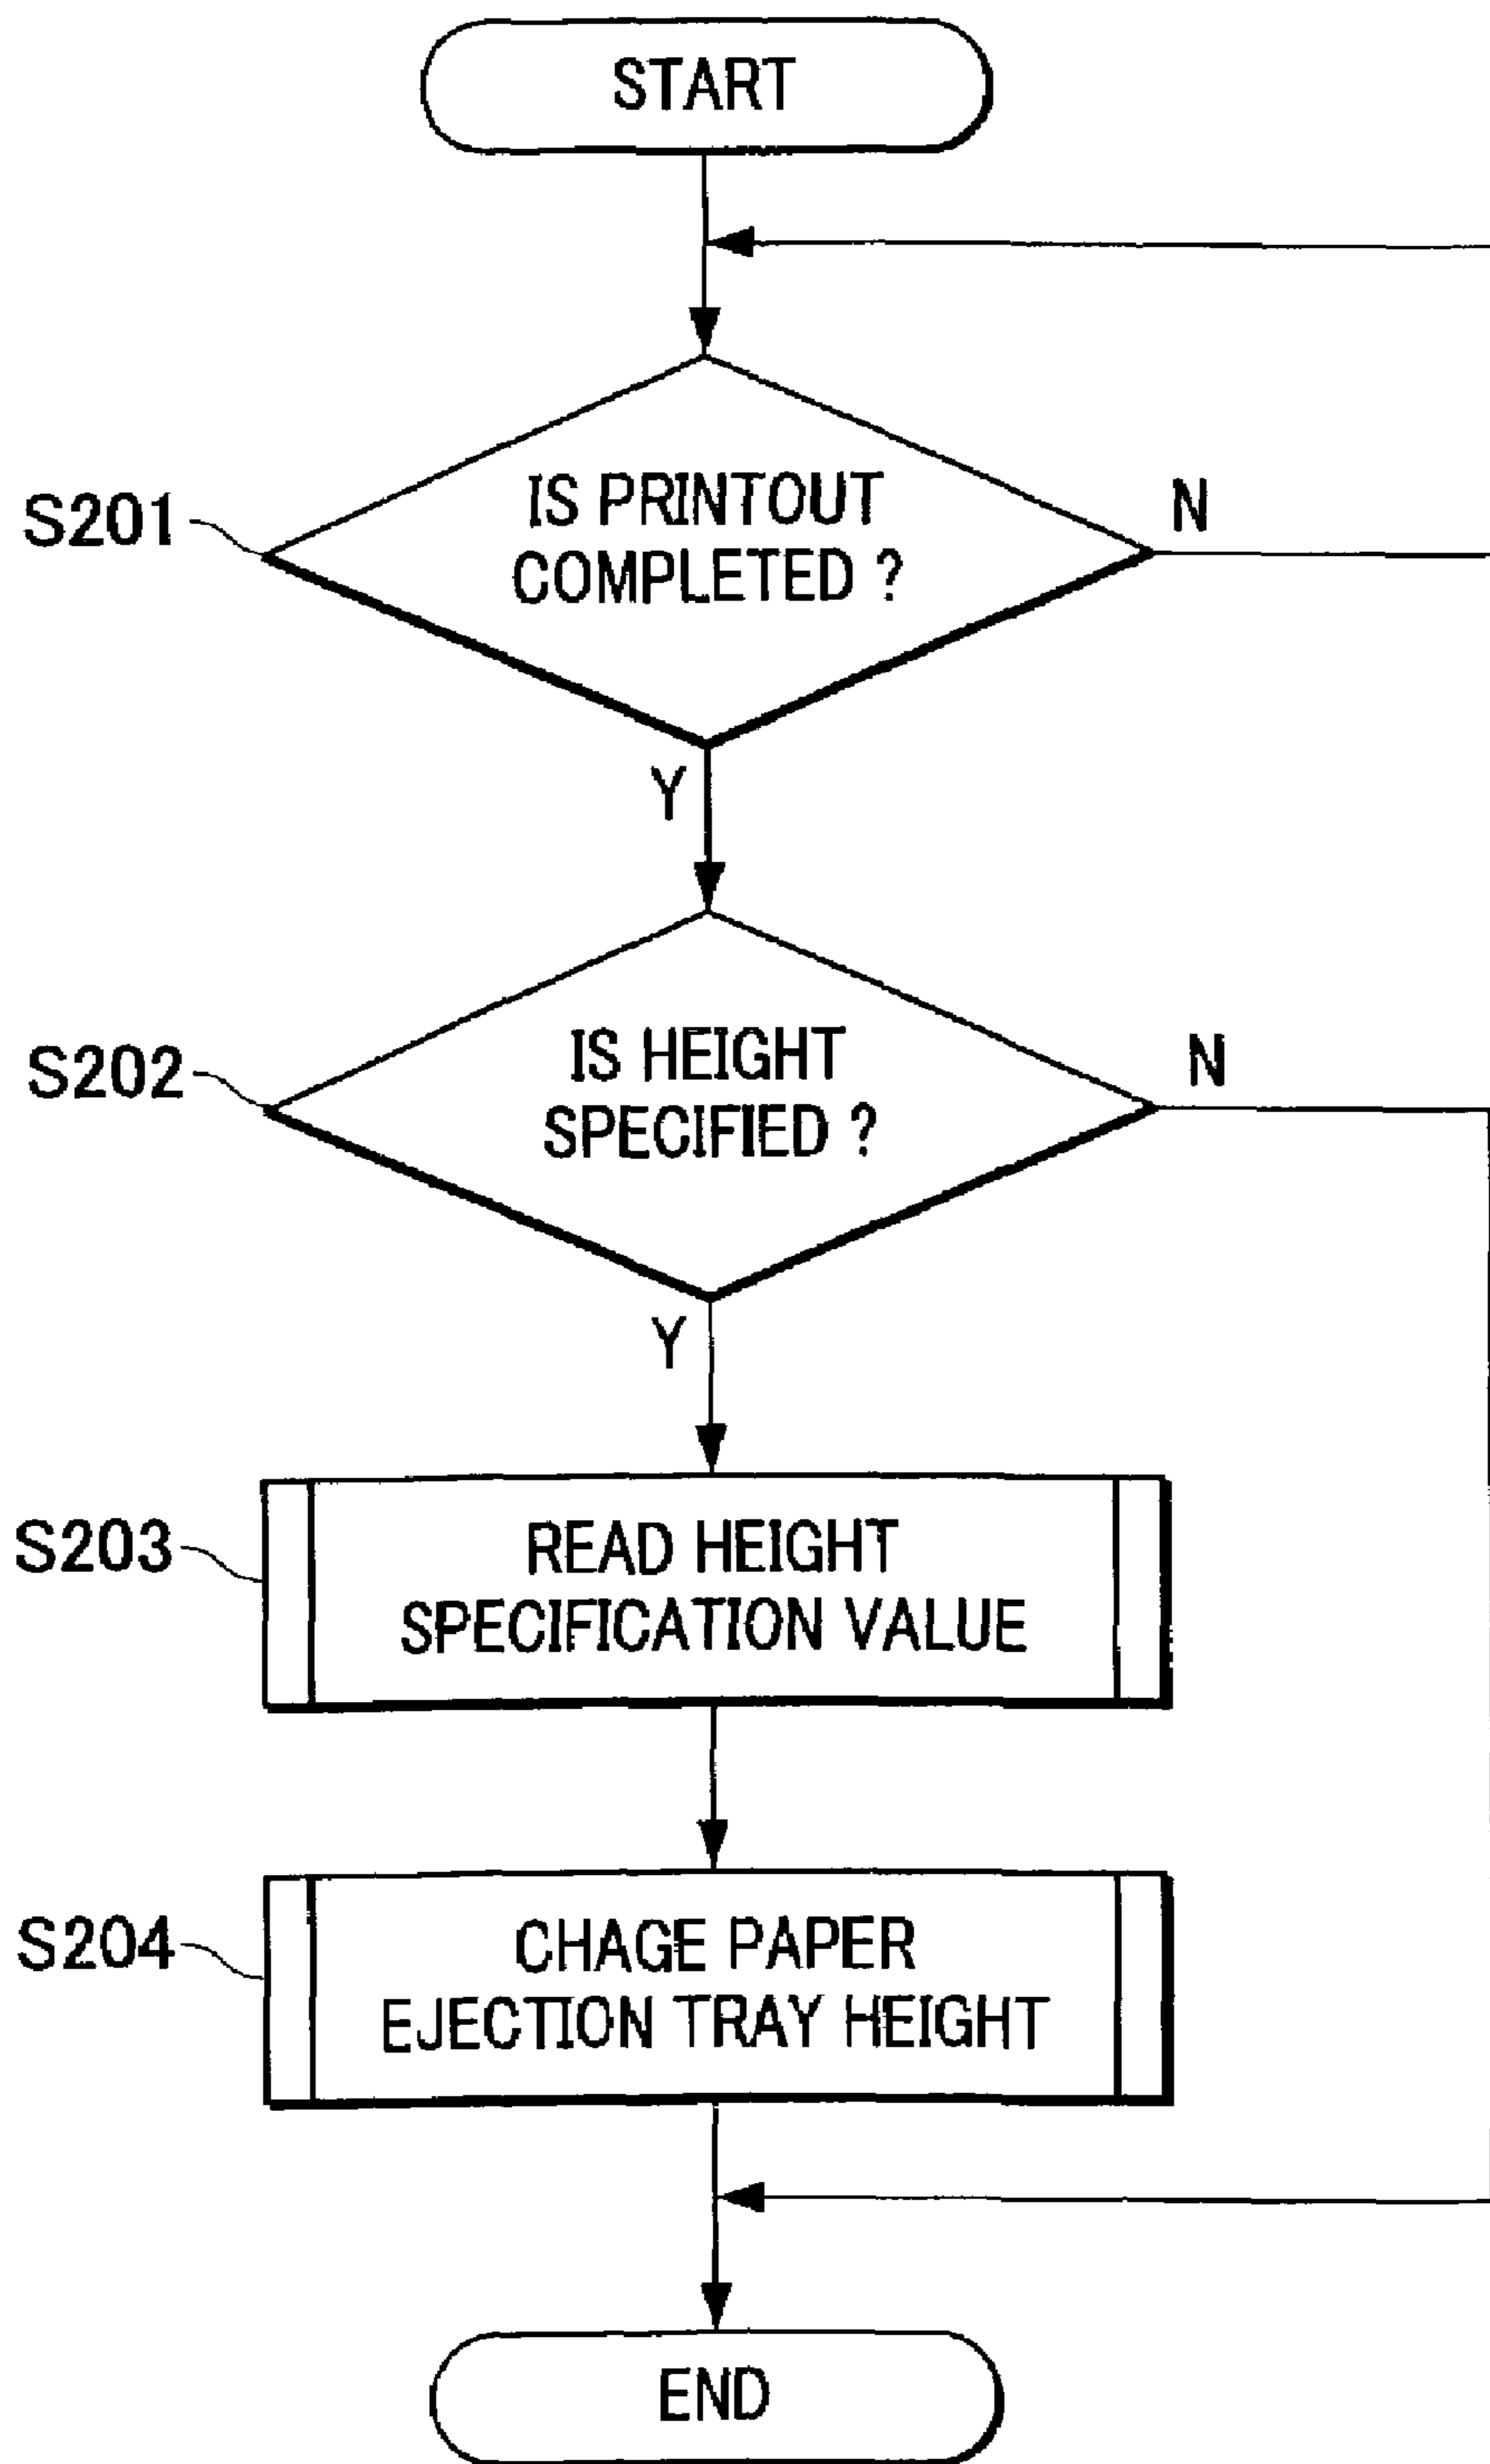 START
IS PRINTOUT
COMPLETED ?
S201
N
Y
IS HEIGHT
SPECIFIED ?
S202
N
Y
READ HEIGHT
SPECIFICATION VALUE
S203
CHAGE PAPER
EJECTION TRAY HEIGHT
S204
END